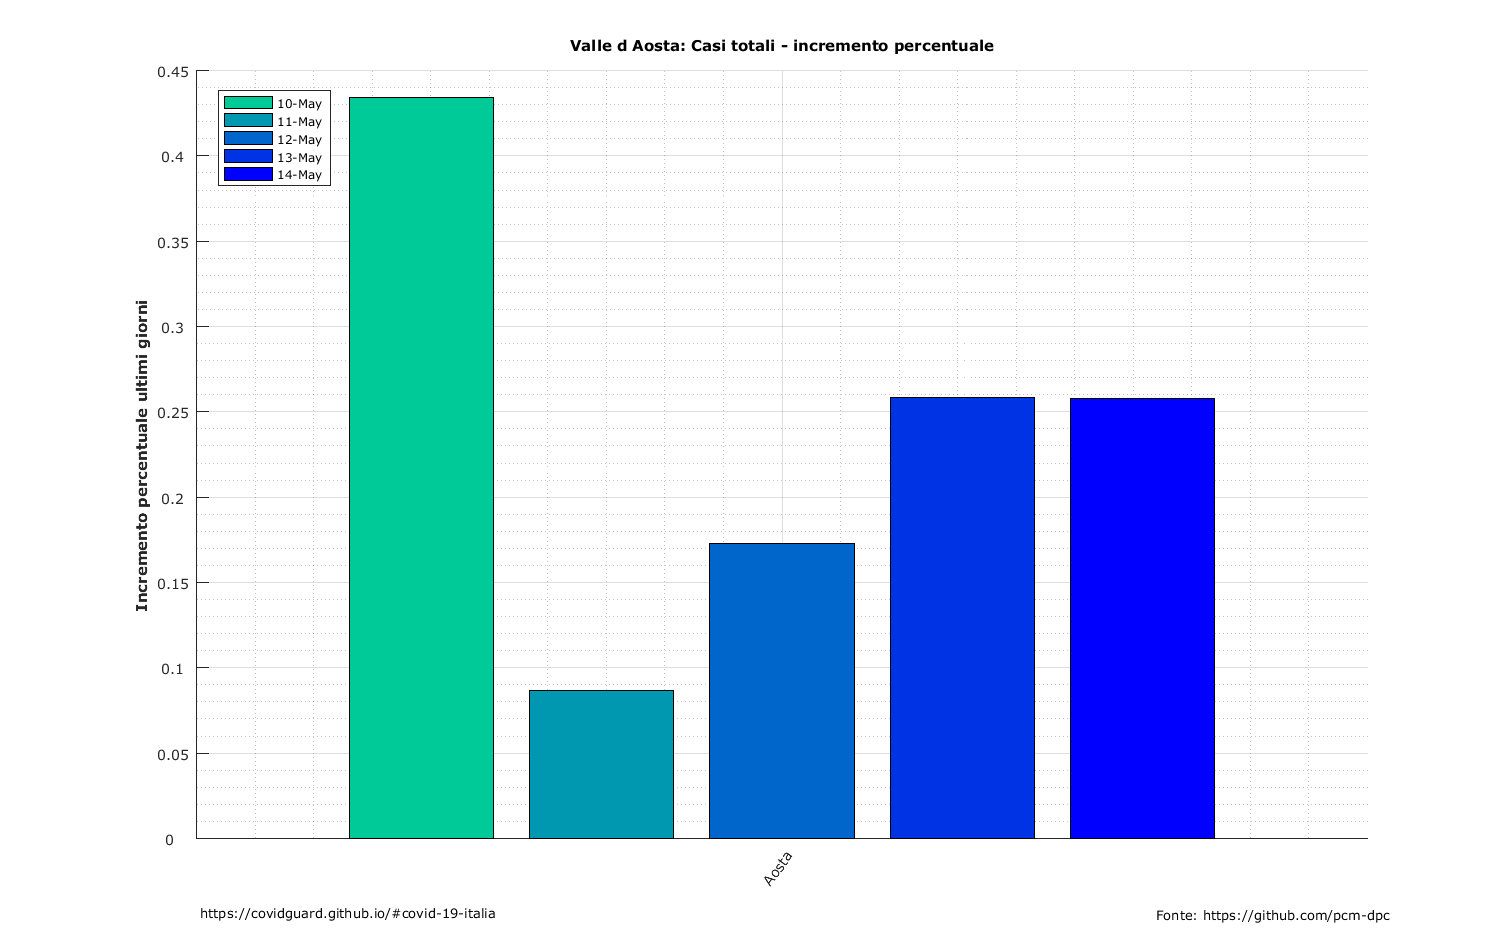 Valle d Aosta: Casi totali - incremento percentuale
0.45
0.4
0.35
0.3
0.25
0.2
0.15
0.1
0.05
0
Incremento percentuale ultimi giorni
10-May
11-May
12-May
13-May
14-May
Aosta
https://covidguard.github.io/#covid-19-italia
Fonte: https://github.com/pcm-dpc